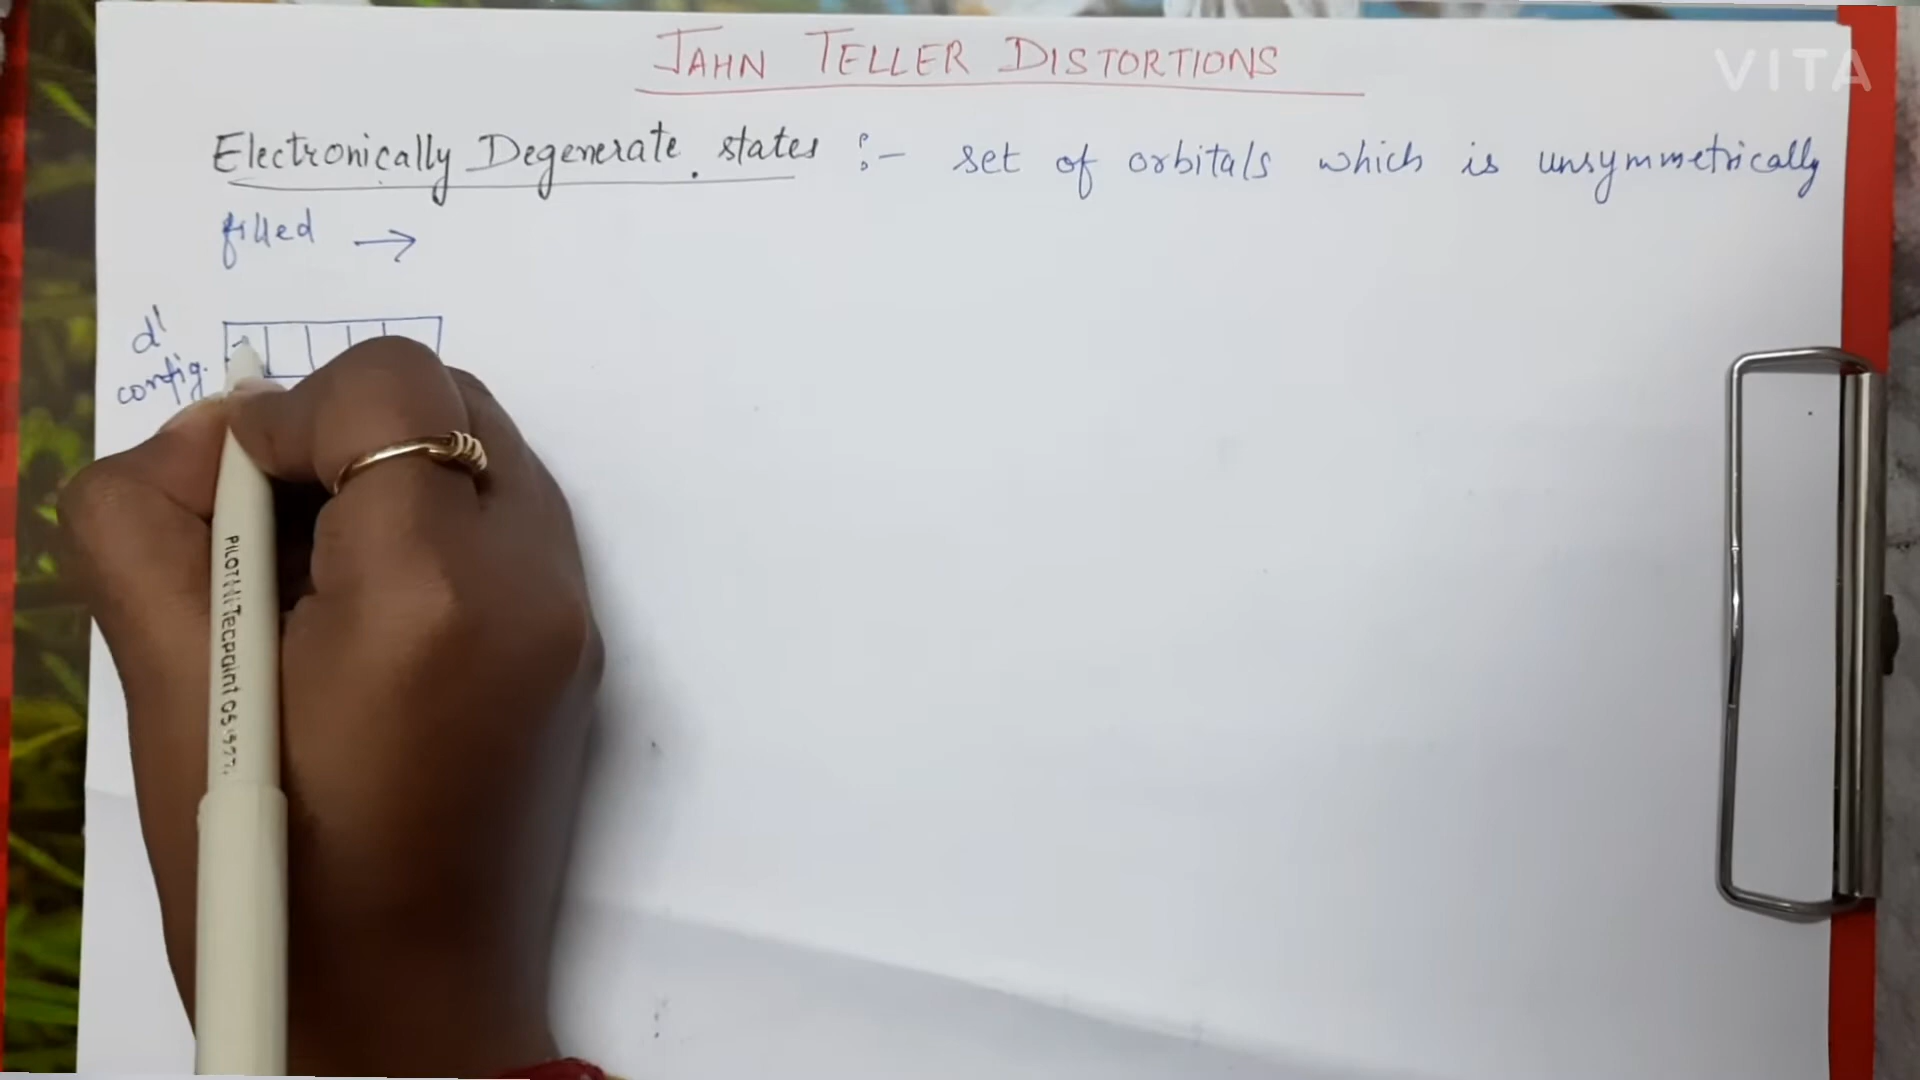 JAHN TELLER DISTORTIONS
VITA
Electronically Degenerate states :- set of orbitals which is unsymmetrically
filled →
d¹
config.
PILOT Hi-Tecpoint 05